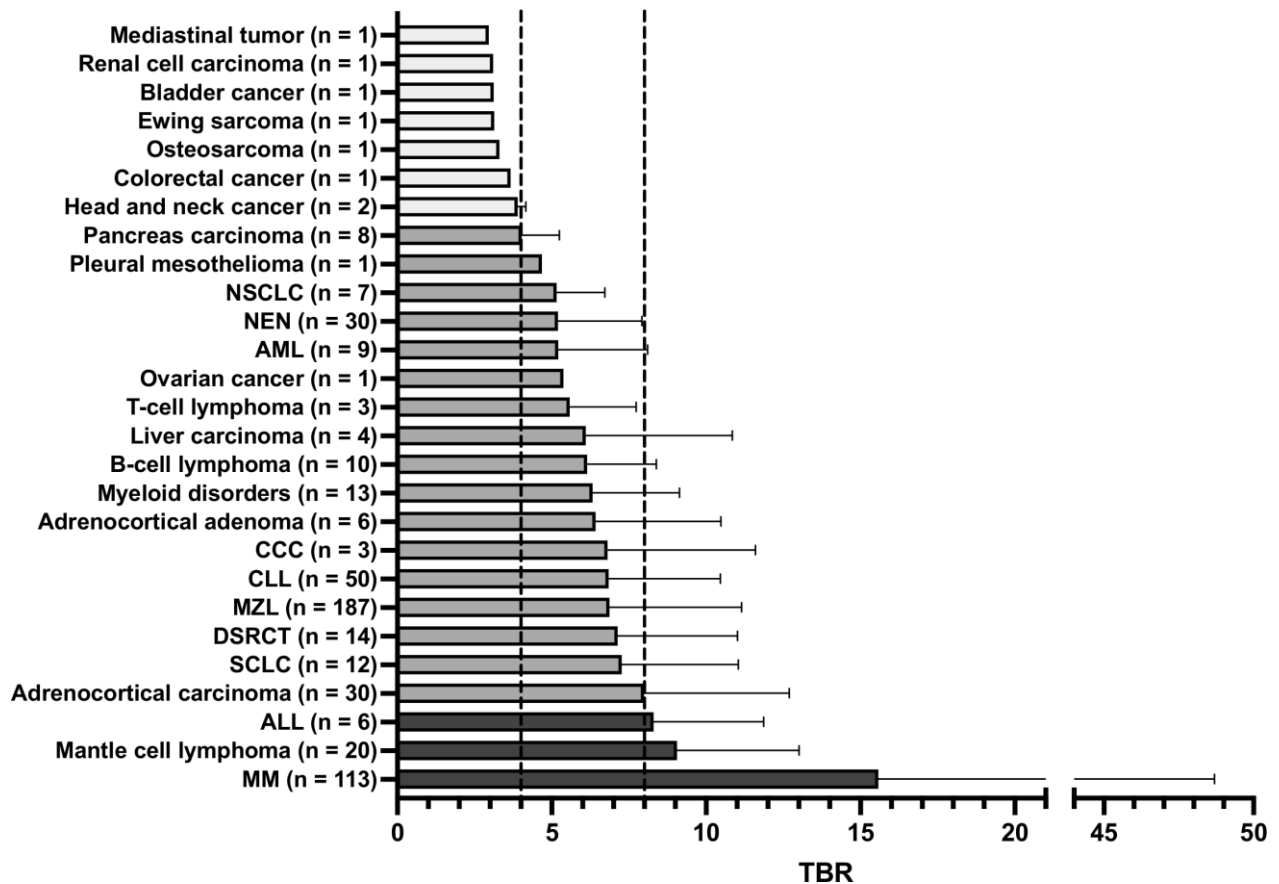 Mediastinal tumor (n = 1)
Renal cell carcinoma (n = 1)
Bladder cancer (n = 1)
Ewing sarcoma (n = 1)
Osteosarcoma (n = 1)
Colorectal cancer (n = 1)
Head and neck cancer (n = 2)
Pancreas carcinoma (n = 8)
Pleural mesothelioma (n = 1)
NSCLC (n = 7)
NEN (n = 30)
AML (n = 9)
Ovarian cancer (n = 1)
T-cell lymphoma (n = 3)
Liver carcinoma (n = 4)
B-cell lymphoma (n = 10)
Myeloid disorders (n = 13)
Adrenocortical adenoma (n = 6)
CCC (n = 3)
CLL (n = 50)
MZL (n = 187)
DSRCT (n = 14)
SCLC (n = 12)
Adrenocortical carcinoma (n = 30)
ALL (n = 6)
Mantle cell lymphoma (n = 20)
MM (n = 113)
0 5 10 15 20 45 50
TBR